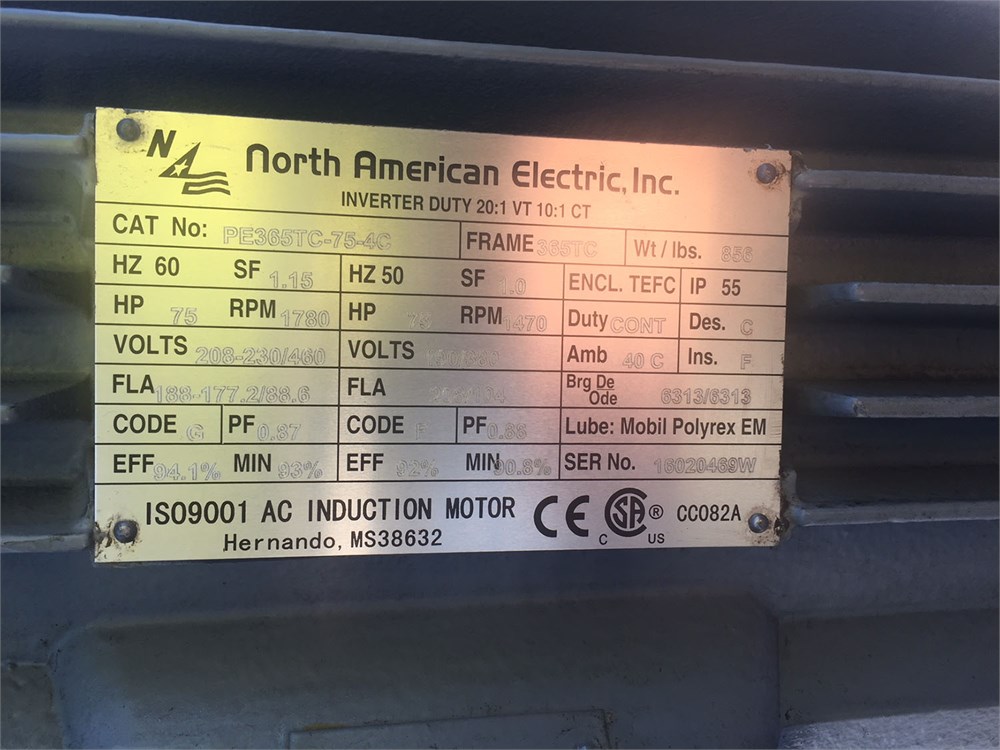 NAE North American Electric, Inc.
INVERTER DUTY 20:1 VT 10:1 CT
CAT No: PE365TC-75-4C FRAME 365TC Wt / lbs. 856
HZ 60 SF 1.15 HZ 50 SF 1.0 ENCL. TEFC IP 55
HP 75 RPM 1780 HP 75 RPM 1470 Duty CONT Des. C
VOLTS 208-230/460 VOLTS Amb 40 C Ins. F
FLA 188-177.2/88.6 FLA Brg De Ode 6313/6313
CODE G PF 0.87 CODE F PF Lube: Mobil Polyrex EM
EFF 94.1% MIN 93% EFF 92% MIN 90.8% SER No. 16020469W
ISO9001 AC INDUCTION MOTOR CE C SA ® US CC082A
Hernando, MS38632